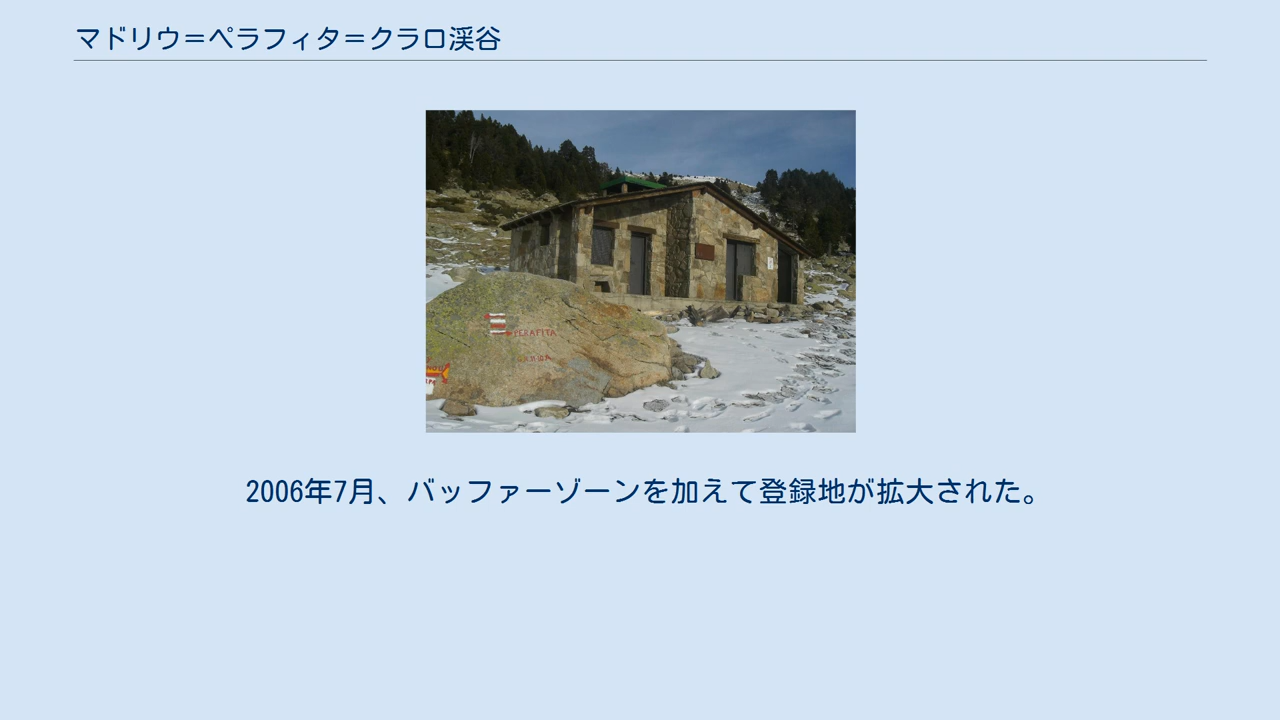 マドリウ＝ペラフィタ＝クラロ渓谷
PERAFITA
2006年7月、バッファーゾーンを加えて登録地が拡大された。